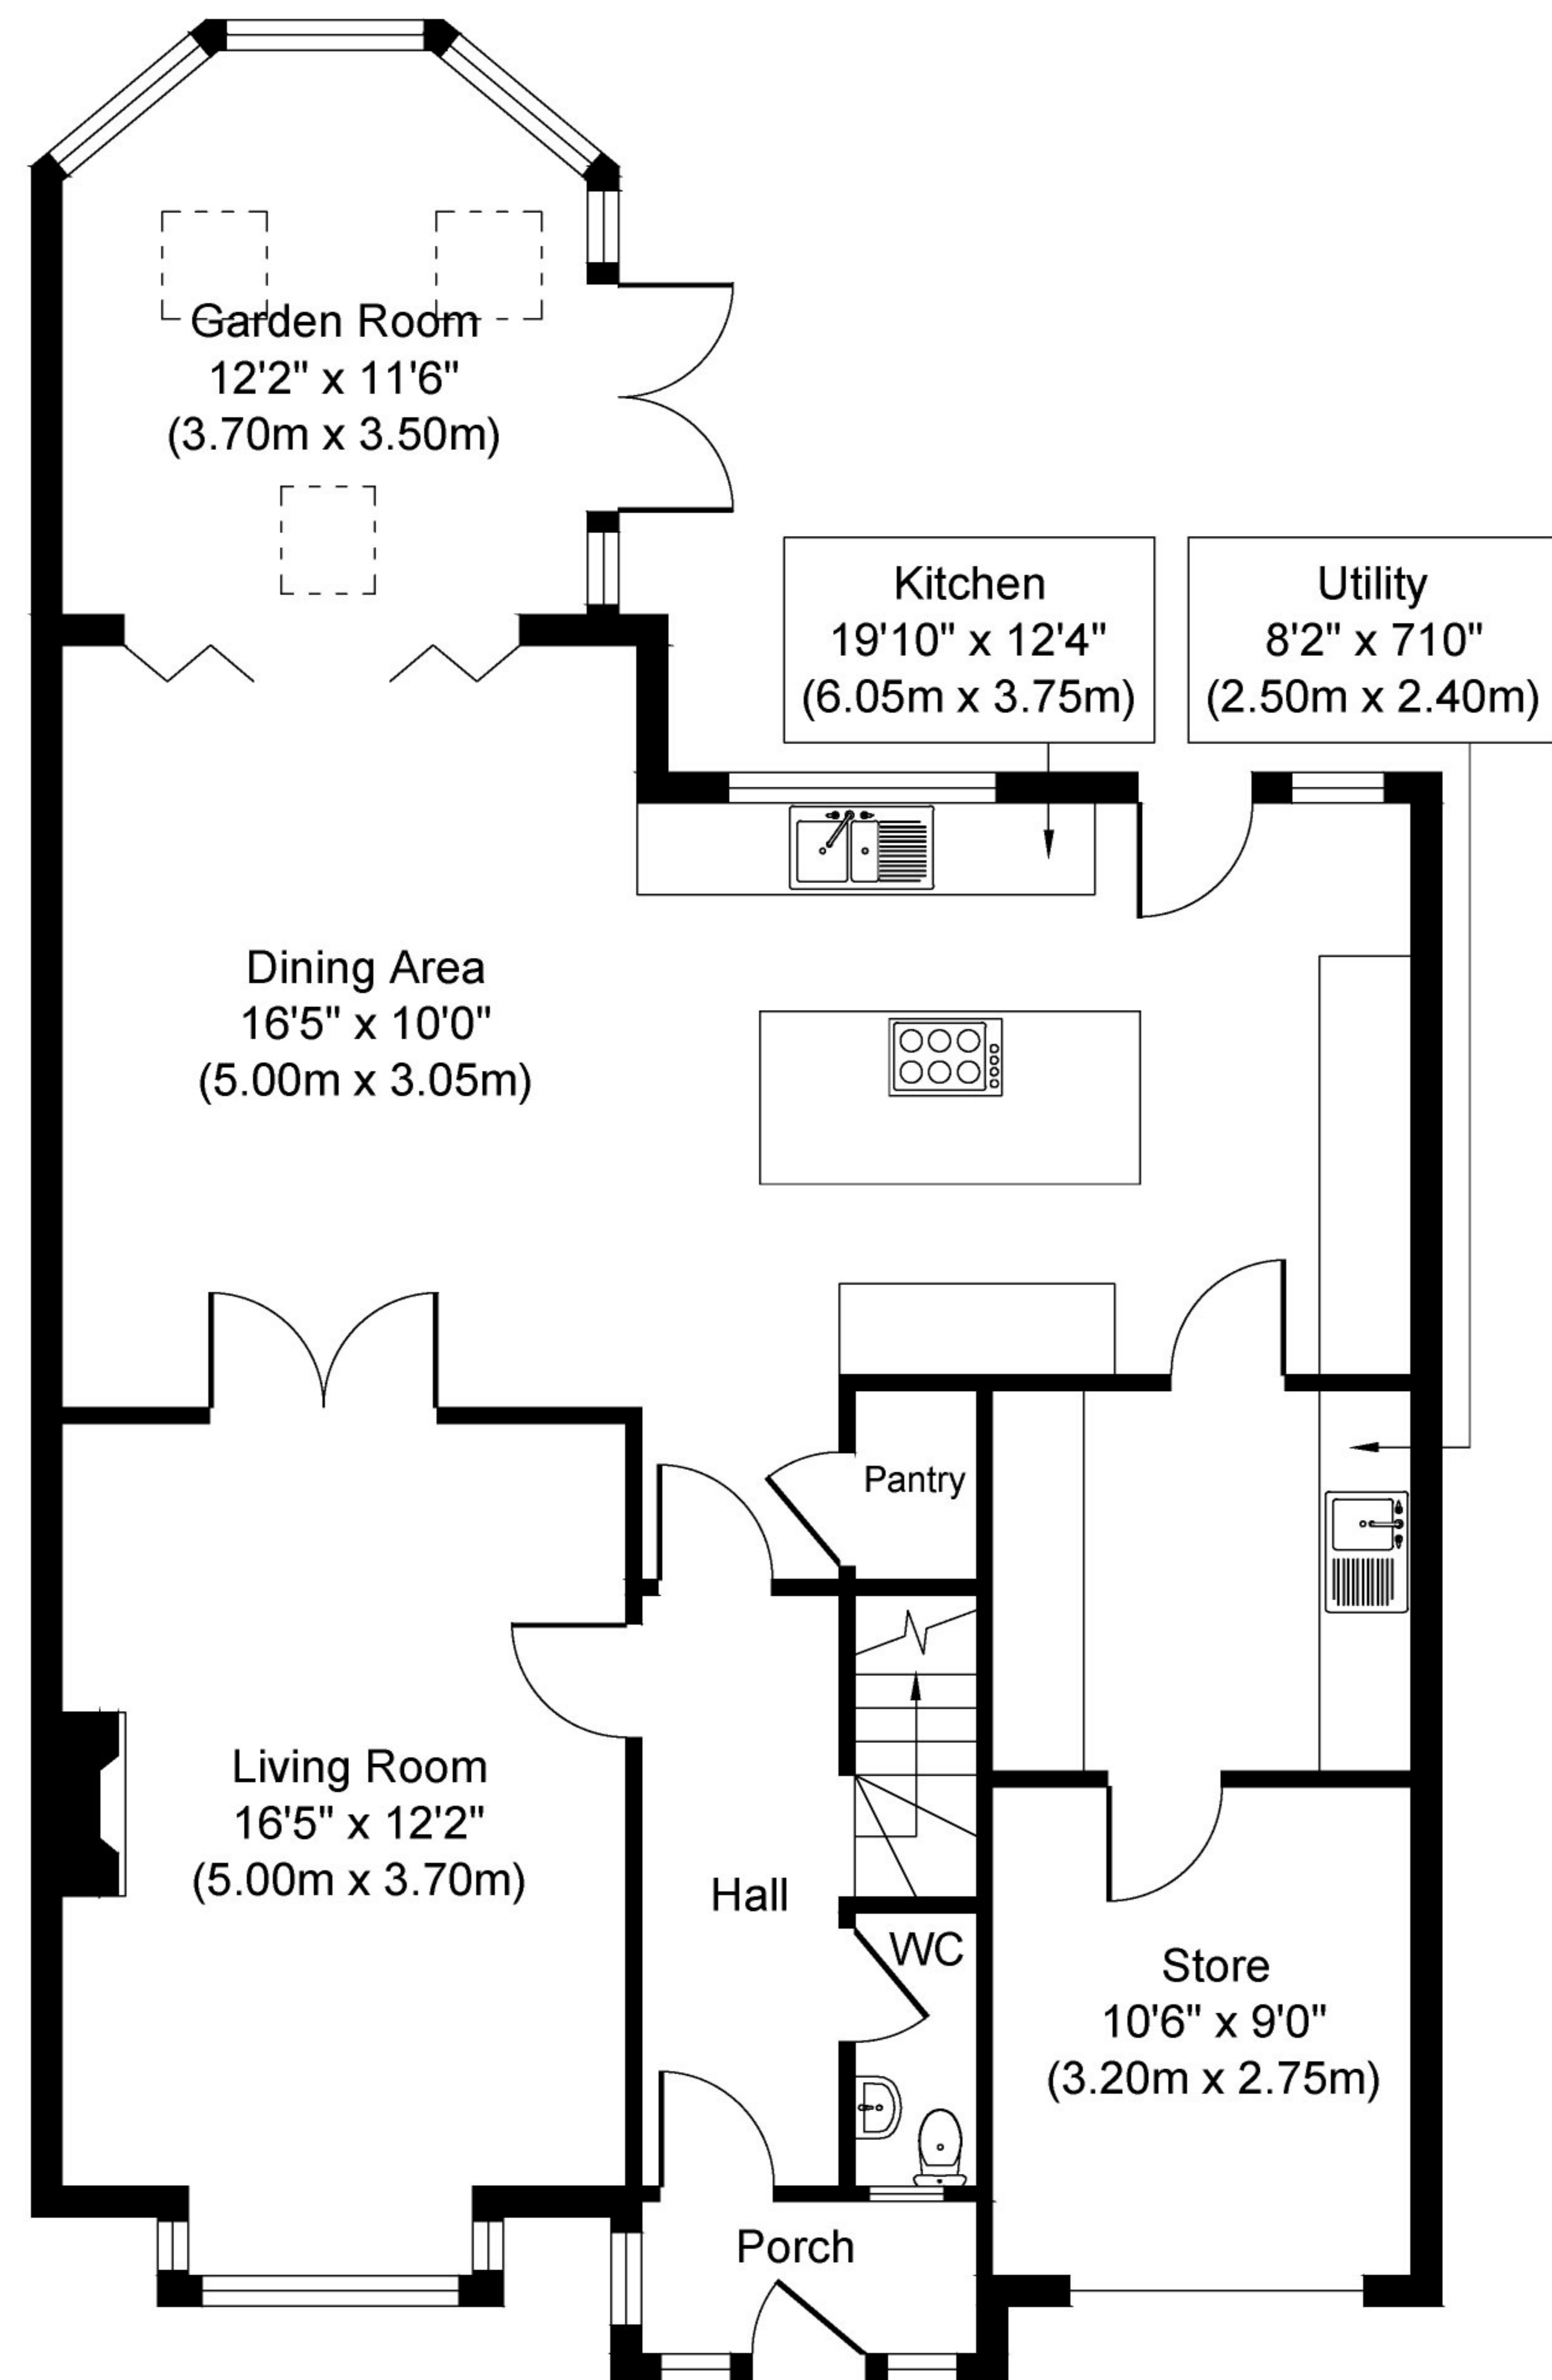 Garden Room
12'2" x 11'6"
(3.70m x 3.50m)
Kitchen
19'10" x 12'4"
(6.05m x 3.75m)
Utility
8'2" x 710"
(2.50m x 2.40m)
Dining Area
16'5" x 10'0"
(5.00m x 3.05m)
Pantry
Living Room
16'5" x 12'2"
(5.00m x 3.70m)
Hall
WC
Store
10'6" x 9'0"
(3.20m x 2.75m)
Porch